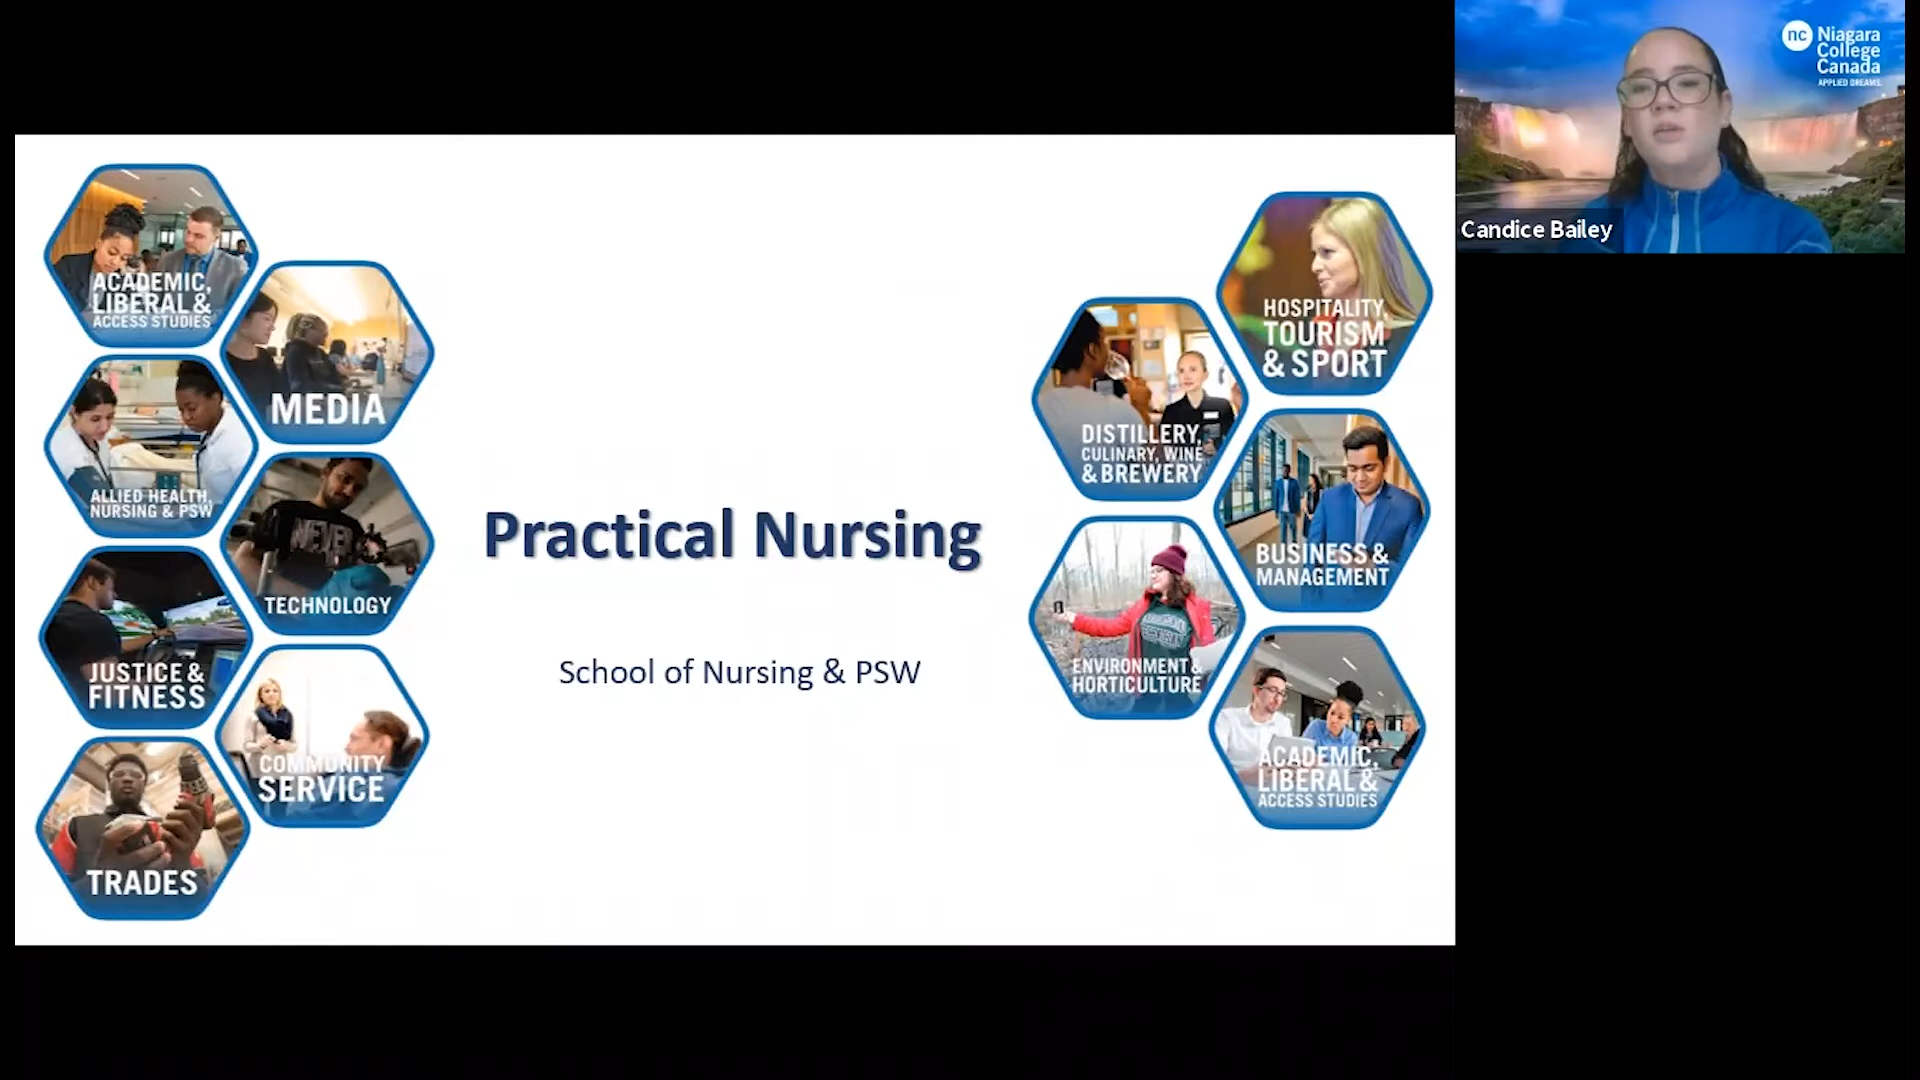 ACADEMIC,
LIBERAL &
ACCESS STUDIES
MEDIA
ALLIED HEALTH,
NURSING & PSW
TECHNOLOGY
JUSTICE &
FITNESS
COMMUNITY
SERVICE
TRADES
Practical Nursing
School of Nursing & PSW
HOSPITALITY,
TOURISM
& SPORT
DISTILLERY,
CULINARY, WINE
& BREWERY
BUSINESS &
MANAGEMENT
ENVIRONMENT &
HORTICULTURE
ACADEMIC,
LIBERAL &
ACCESS STUDIES
nc
Niagara
College
Canada
APPLIED DREAMS.
Candice Bailey
NEVER